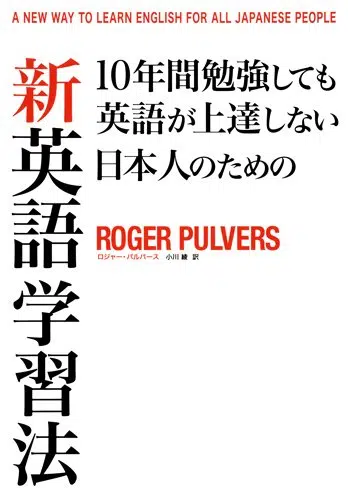 A NEW WAY TO LEARN ENGLISH FOR ALL JAPANESE PEOPLE
10年間勉強しても
英語が上達しない
日本人のための
新英語学習法
ROGER PULVERS
ロジャー・パルバース 小川 綾 訳